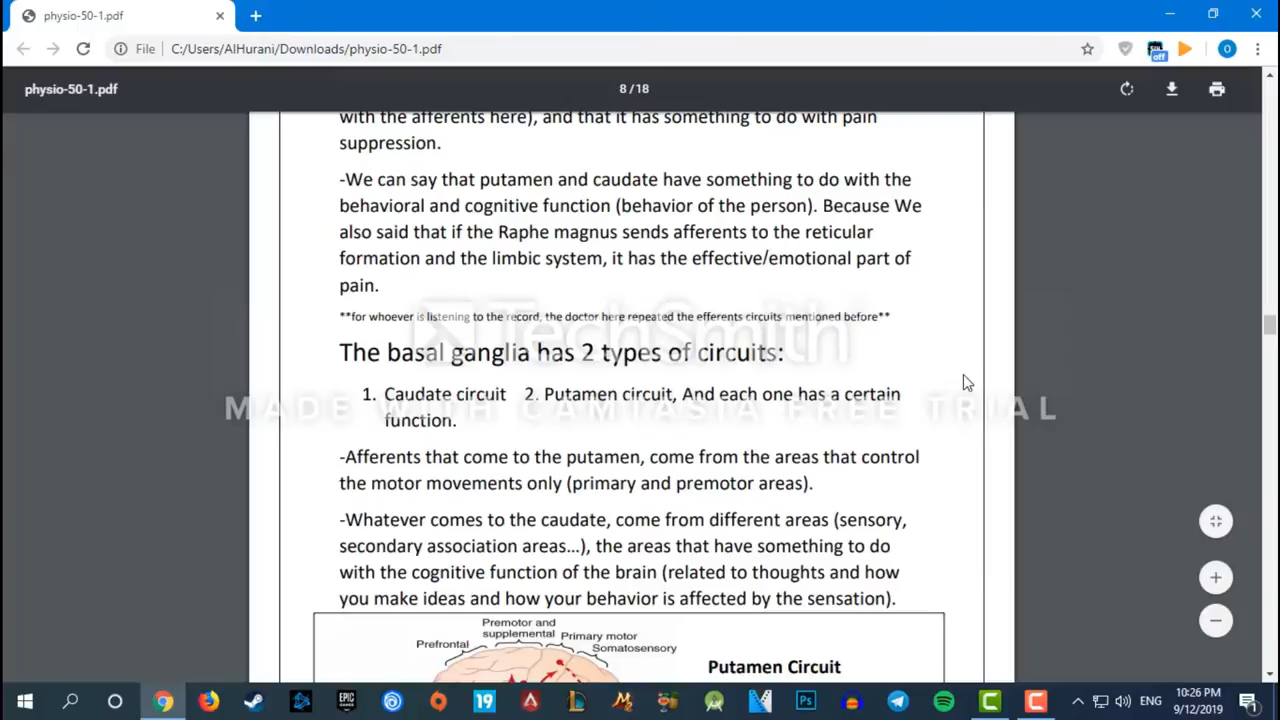 physio-50-1.pdf
File | C:/Users/AlHurani/Downloads/physio-50-1.pdf
off
O
physio-50-1.pdf
8 / 18
with the afferents here), and that it has something to do with pain
suppression.
-We can say that putamen and caudate have something to do with the
behavioral and cognitive function (behavior of the person). Because We
also said that if the Raphe magnus sends afferents to the reticular
formation and the limbic system, it has the effective/emotional part of
pain.
**for whoever is listening to the record, the doctor here repeated the efferents circuits mentioned before**
TechSmith
The basal ganglia has 2 types of circuits:
1. Caudate circuit 2. Putamen circuit, And each one has a certain
MADE WITH CAMTASIA FREE TRIAL
function.
-Afferents that come to the putamen, come from the areas that control
the motor movements only (primary and premotor areas).
-Whatever comes to the caudate, come from different areas (sensory,
secondary association areas...), the areas that have something to do
with the cognitive function of the brain (related to thoughts and how
you make ideas and how your behavior is affected by the sensation).
Premotor and
supplemental
Primary motor
Prefrontal
Somatosensory
Putamen Circuit
EPIC
GAMES
19
Ps
ENG
10:26 PM
9/12/2019
1